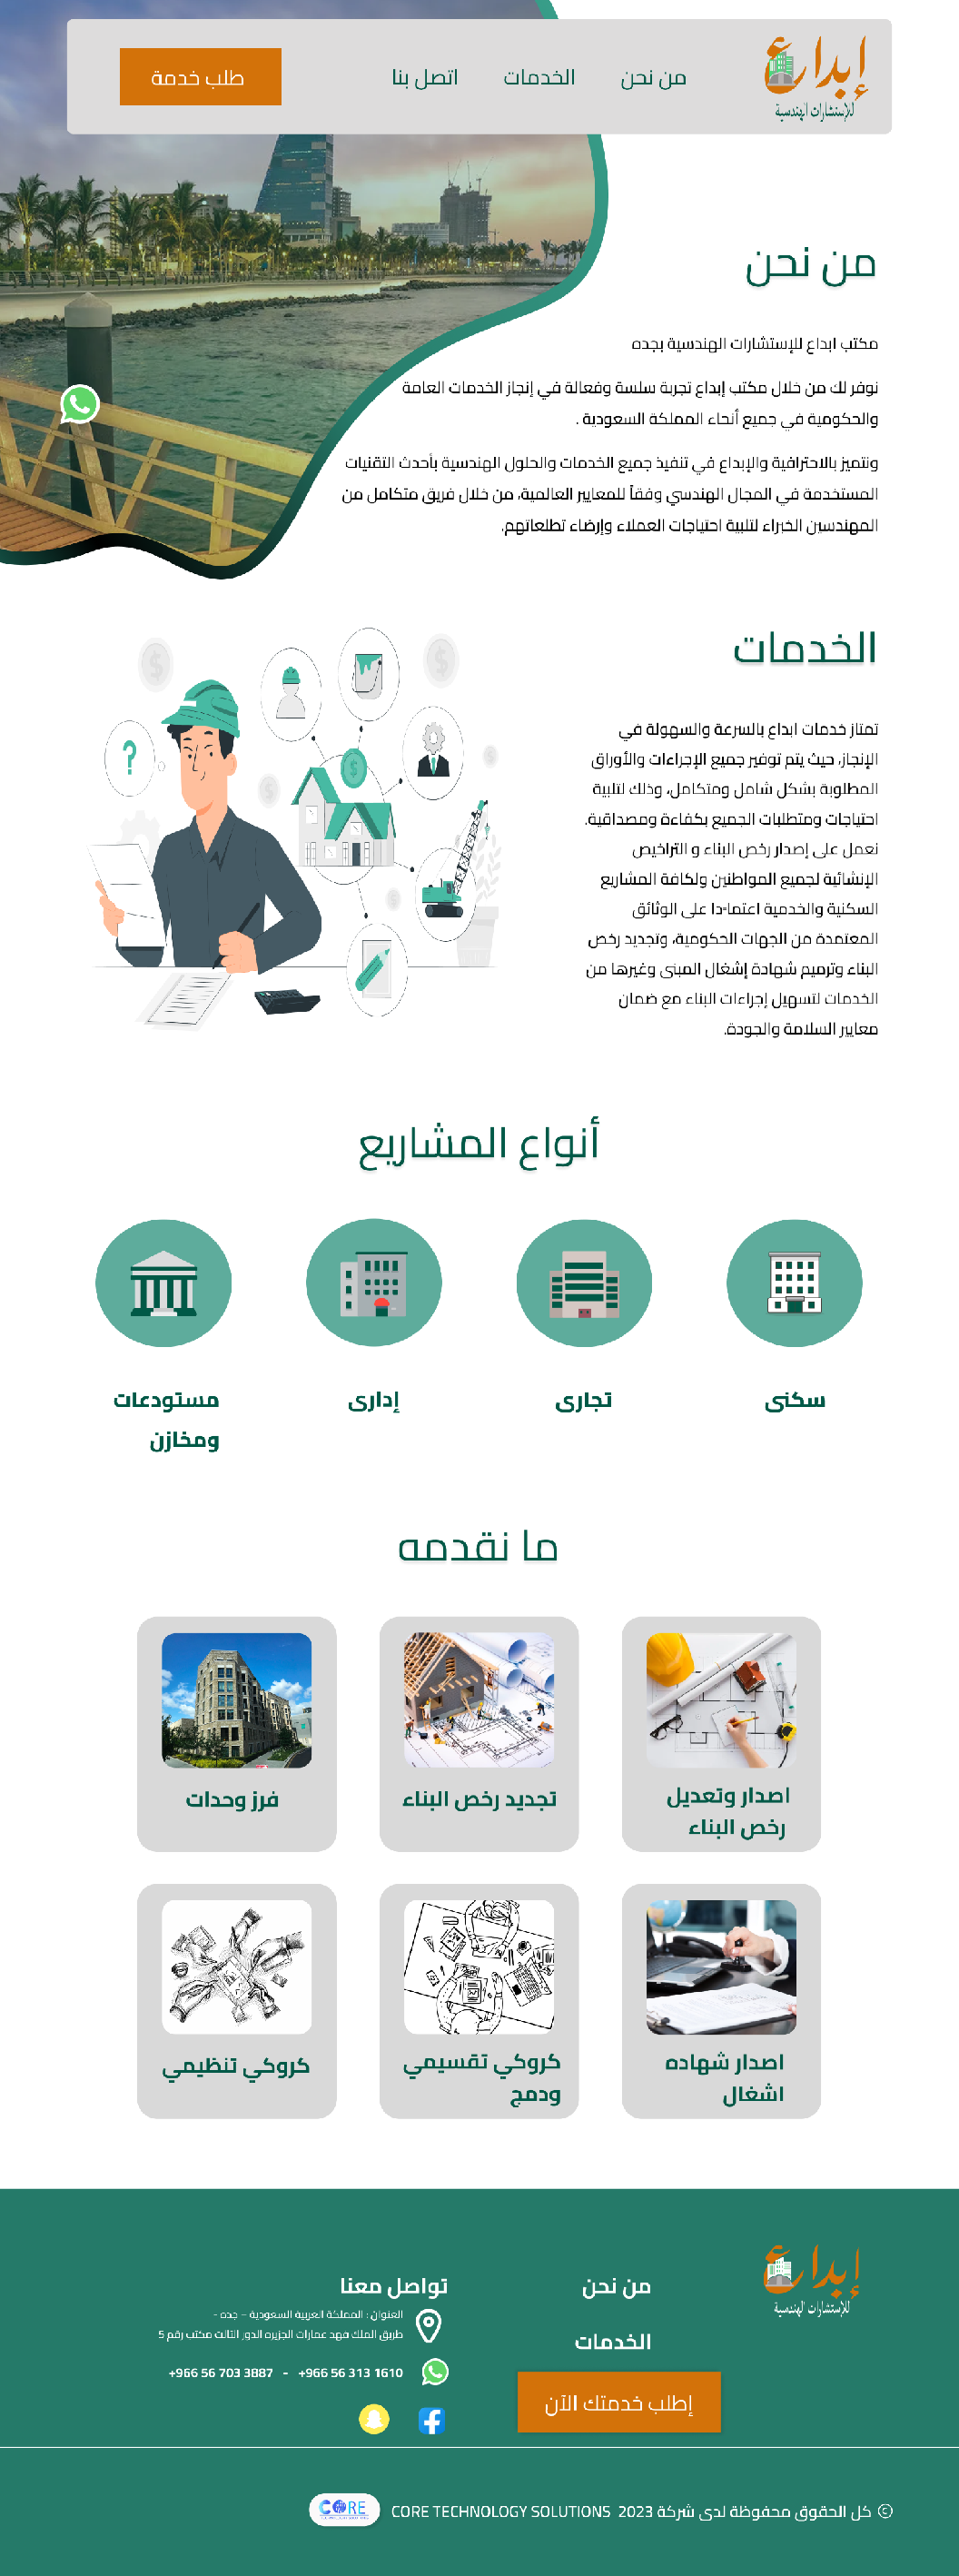 إبداع
للإستشارات الهندسية
من نحن
الخدمات
اتصل بنا
طلب خدمة
من نحن
مكتب ابداع للإستشارات الهندسية بجده
نوفر لك من خلال مكتب إبداع تجربة سلسة وفعالة في إنجاز الخدمات العامة
والحكومية في جميع أنحاء المملكة السعودية .
ونتميز بالاحترافية والإبداع في تنفيذ جميع الخدمات والحلول الهندسية بأحدث التقنيات
المستخدمة في المجال الهندسي وفقاً للمعايير العالمية، من خلال فريق متكامل من
المهندسين الخبراء لتلبية احتياجات العملاء وإرضاء تطلعاتهم.
الخدمات
تمتاز خدمات ابداع بالسرعة والسهولة في
الإنجاز، حيث يتم توفير جميع الإجراءات والأوراق
المطلوبة بشكل شامل ومتكامل، وذلك لتلبية
احتياجات ومتطلبات الجميع بكفاءة ومصداقية.
نعمل على إصدار رخص البناء و التراخيص
الإنشائية لجميع المواطنين ولكافة المشاريع
السكنية والخدمية اعتما-ًدا على الوثائق
المعتمدة من الجهات الحكومية، وتجديد رخص
البناء وترميم شهادة إشغال المبنى وغيرها من
الخدمات لتسهيل إجراءات البناء مع ضمان
معايير السلامة والجودة.
أنواع المشاريع
سكنى
تجارى
إدارى
مستودعات
ومخازن
ما نقدمه
اصدار وتعديل
رخص البناء
تجديد رخص البناء
فرز وحدات
اصدار شهاده
اشغال
كروكي تقسيمي
ودمج
كروكي تنظيمي
إبداع
للإستشارات الهندسية
من نحن
الخدمات
إطلب خدمتك الآن
تواصل معنا
العنوان : المملكة العربية السعودية – جده -
طريق الملك فهد عمارات الجزيره الدور الثالث مكتب رقم 5
+966 56 703 3887 - +966 56 313 1610
© كل الحقوق محفوظة لدى شركة CORE TECHNOLOGY SOLUTIONS 2023
CORE